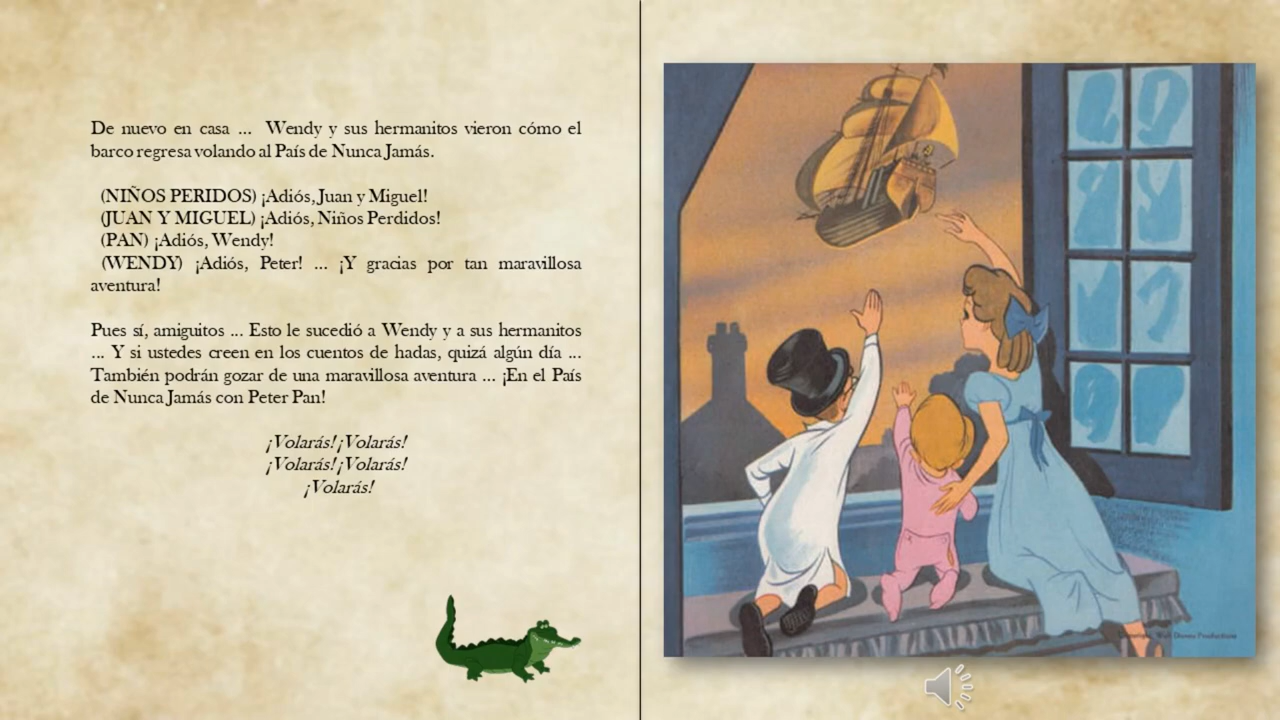 De nuevo en casa ... Wendy y sus hermanitos vieron cómo el
barco regresa volando al País de Nunca Jamás.
(NIÑOS PERIDOS) ¡Adiós, Juan y Miguel!
(JUAN Y MIGUEL) ¡Adiós, Niños Perdidos!
(PAN) ¡Adiós, Wendy!
(WENDY) ¡Adiós, Peter! ... ¡Y gracias por tan maravillosa
aventura!
Pues sí, amiguitos ... Esto le sucedió a Wendy y a sus hermanitos
... Y si ustedes creen en los cuentos de hadas, quizá algún día ...
También podrán gozar de una maravillosa aventura ... ¡En el País
de Nunca Jamás con Peter Pan!
¡Volarás! ¡Volarás!
¡Volarás! ¡Volarás!
¡Volarás!
Walt Disney Productions